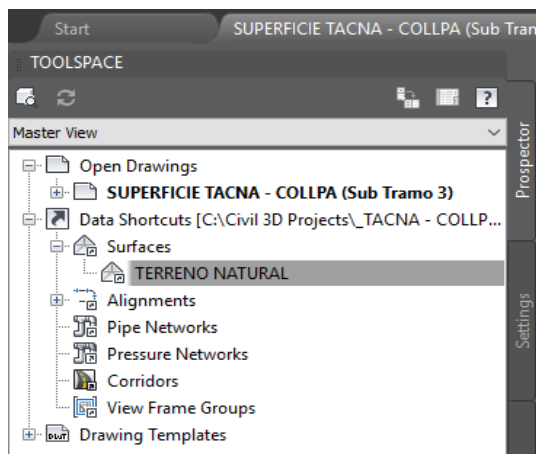 Start
SUPERFICIE TACNA - COLLPA (Sub Tran
TOOLSPACE
Master View
Open Drawings
SUPERFICIE TACNA - COLLPA (Sub Tramo 3)
Data Shortcuts [C:\Civil 3D Projects\_TACNA - COLLP...
Surfaces
TERRENO NATURAL
Alignments
Pipe Networks
Pressure Networks
Corridors
View Frame Groups
DWT
Drawing Templates
Prospector
Settings